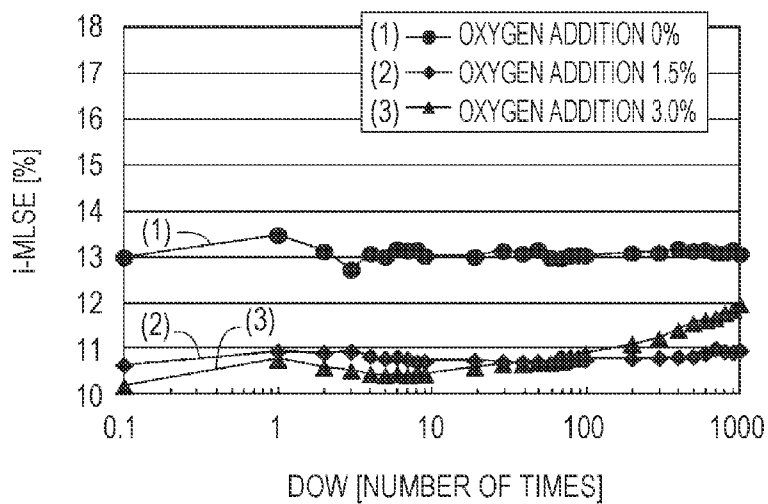 18
17
16
15
14
13
12
11
10
i-MLSE [%]
(1) OXYGEN ADDITION 0%
(2) OXYGEN ADDITION 1.5%
(3) OXYGEN ADDITION 3.0%
(1)
(2)
(3)
0.1 1 10 100 1000
DOW [NUMBER OF TIMES]